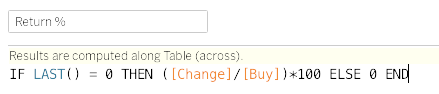 Return %
Results are computed along Table (across).
IF LAST() = 0 THEN ([Change]/[Buy])*100 ELSE 0 END